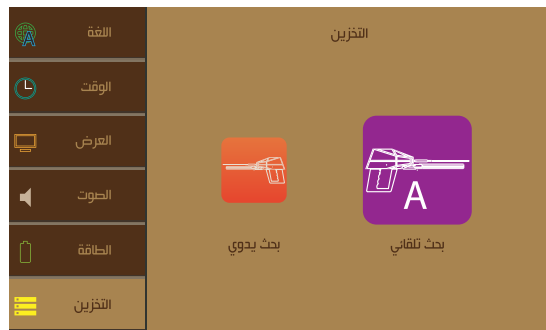 التخزين
اللغة
الوقت
العرض
الصوت
الطاقة
التخزين
A
بحث تلقائي
بحث يدوي